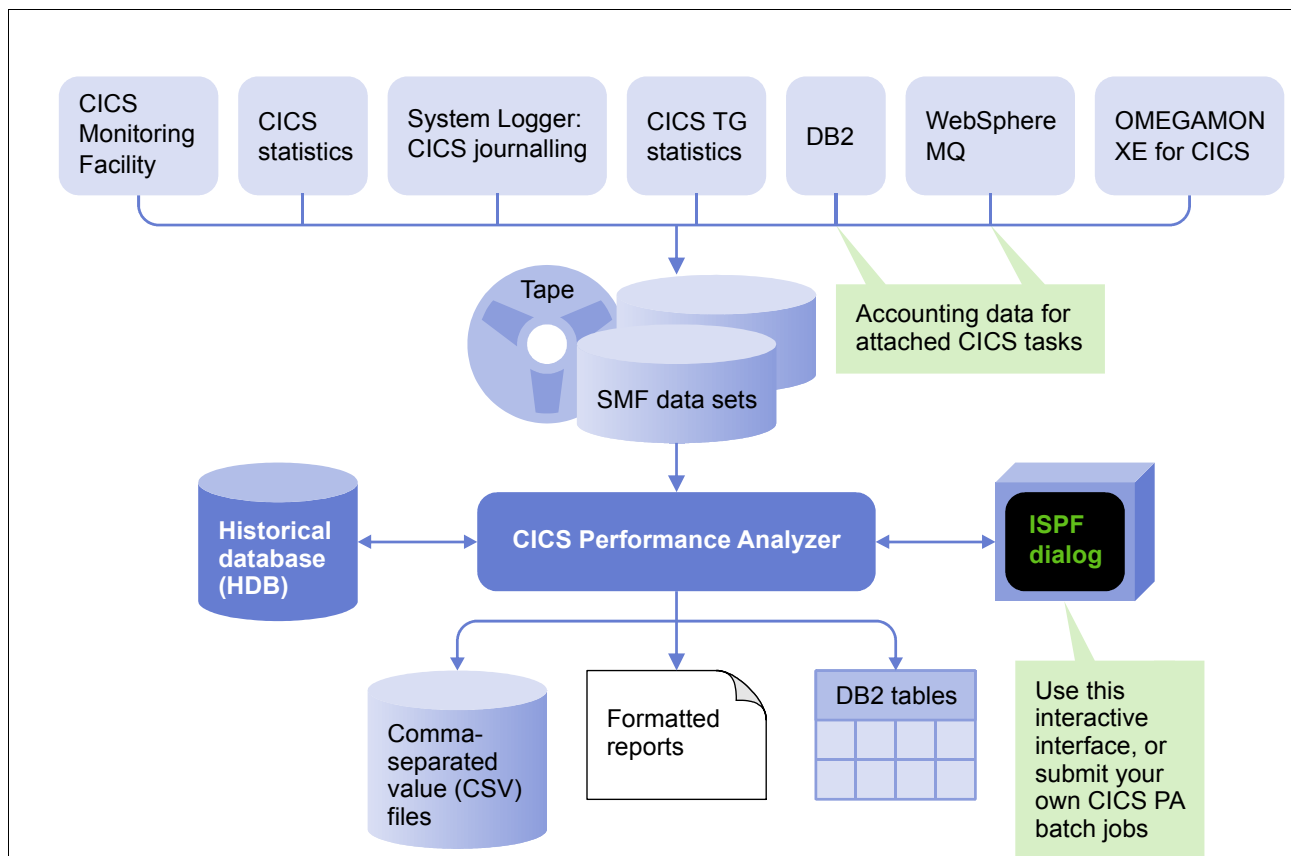 CICS
Monitoring
Facility
CICS
statistics
System Logger:
CICS journalling
CICS TG
statistics
DB2
WebSphere
MQ
OMEGAMON
XE for CICS
Tape
Accounting data for
attached CICS tasks
SMF data sets
Historical
database
(HDB)
CICS Performance Analyzer
ISPF
dialog
Comma-
separated
value (CSV)
files
Formatted
reports
DB2 tables
Use this
interactive
interface, or
submit your
own CICS PA
batch jobs